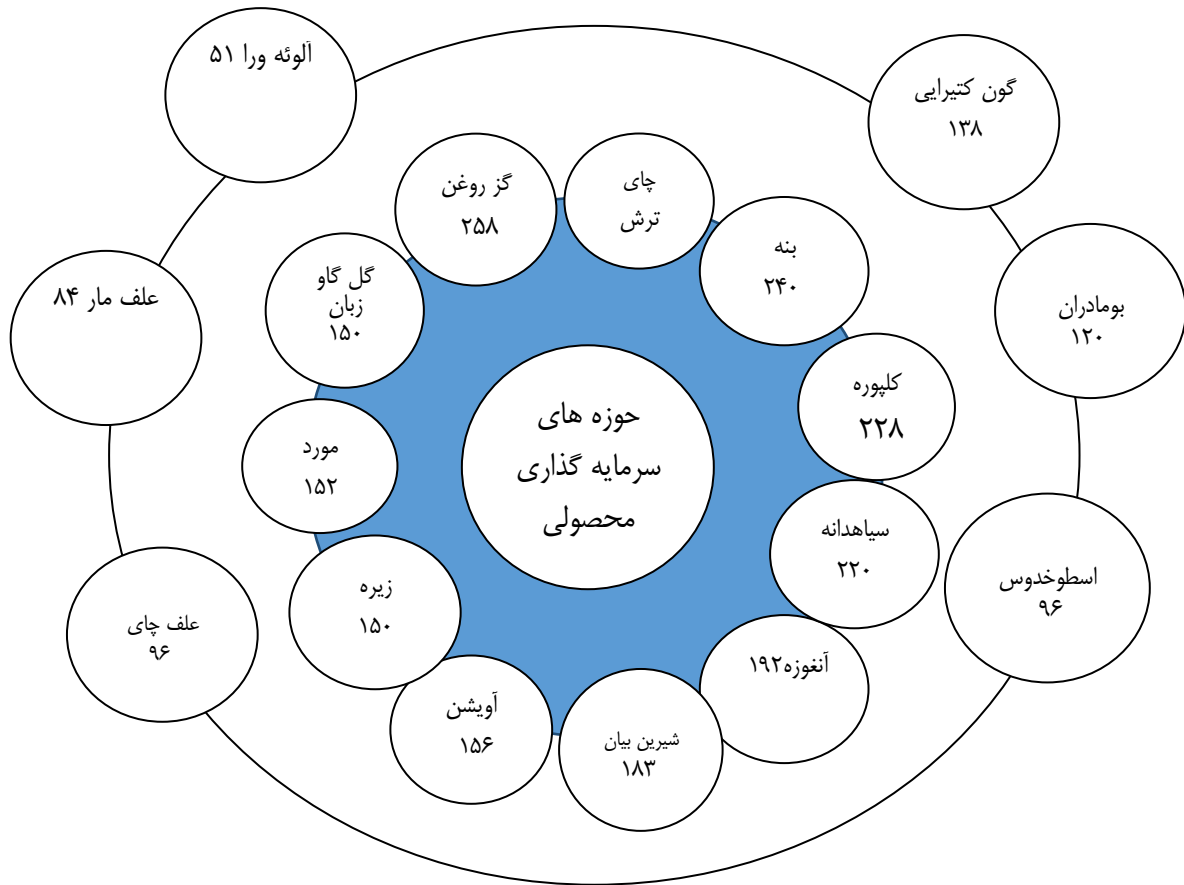 آلوئه ورا ۵۱
گون کتیرایی
۱۳۸
گز روغن
۲۵۸
چای
ترش
بنه
۲۴۰
علف مار ۸۴
گل گاو
زبان
۱۵۰
بومادران
۱۲۰
کلپوره
۲۲۸
حوزه های
سرمایه گذاری
محصولی
مورد
۱۵۲
سیاهدانه
۲۲۰
اسطوخدوس
۹۶
زیره
۱۵۰
علف چای
۹۶
آنغوزه۱۹۲
آویشن
۱۵۶
شیرین بیان
۱۸۳